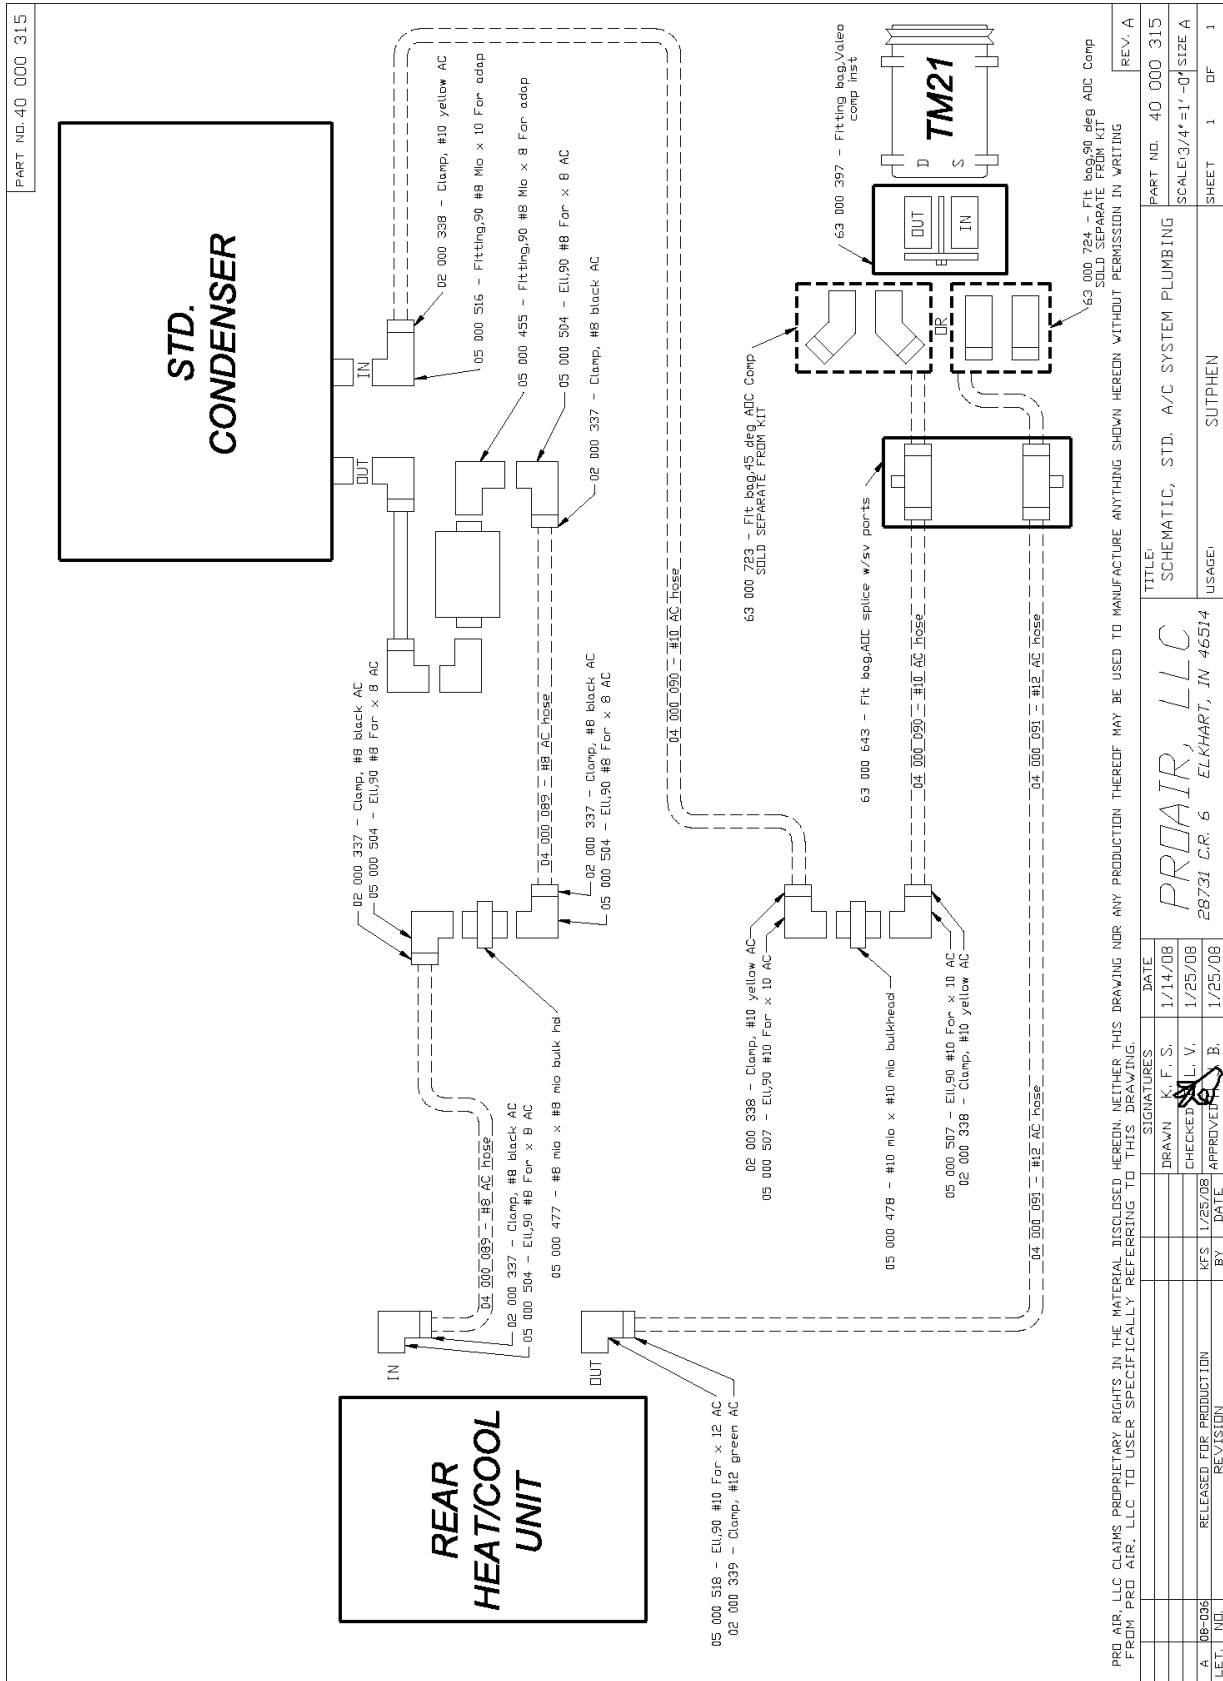 PART NO. 40 000 315
STD.
CONDENSER
IN
OUT
02 000 338 - Clamp, #10 yellow AC
05 000 516 - Fitting,90 #8 Mio x 10 For adap
05 000 455 - Fitting,90 #8 Mio x 8 For adap
05 000 504 - Ell,90 #8 For x 8 AC
02 000 337 - Clamp, #8 black AC
02 000 337 - Clamp, #8 black AC
05 000 504 - Ell,90 #8 For x 8 AC
04 000 089 - #8 AC hose
02 000 337 - Clamp, #8 black AC
05 000 504 - Ell,90 #8 For x 8 AC
04 000 090 - #10 AC hose
04 000 089 - #8 AC hose
02 000 337 - Clamp, #8 black AC
05 000 504 - Ell,90 #8 For x 8 AC
05 000 477 - #8 mio x #8 mio bulk hd
REAR
HEAT/COOL
UNIT
IN
OUT
05 000 518 - Ell,90 #10 For x 12 AC
02 000 339 - Clamp, #12 green AC
02 000 338 - Clamp, #10 yellow AC
05 000 507 - Ell,90 #10 For x 10 AC
05 000 478 - #10 mio x #10 mio bulkhead
05 000 507 - Ell,90 #10 For x 10 AC
02 000 338 - Clamp, #10 yellow AC
04 000 091 - #12 AC hose
04 000 090 - #10 AC hose
04 000 091 - #12 AC hose
63 000 643 - Fit bag,ADC splice w/sv ports
63 000 723 - Fit bag,45 deg ADC Comp
SOLD SEPARATE FROM KIT
OR
63 000 724 - Fit bag,90 deg ADC Comp
SOLD SEPARATE FROM KIT
63 000 397 - Fitting bag,Valeo
comp inst
OUT
IN
D
S
TM21
PRO AIR, LLC CLAIMS PROPRIETARY RIGHTS IN THE MATERIAL DISCLOSED HEREON. NEITHER THIS DRAWING NOR ANY PRODUCTION THEREOF MAY BE USED TO MANUFACTURE ANYTHING SHOWN HEREON WITHOUT PERMISSION IN WRITING
FROM PRO AIR, LLC TO USER SPECIFICALLY REFERRING TO THIS DRAWING.
REV. A
A 08-036 RELEASED FOR PRODUCTION KFS 1/25/08
LET. NO. REVISION BY DATE
SIGNATURES DATE
DRAWN K. F. S. 1/14/08
CHECKED L. V. 1/25/08
APPROVED B. 1/25/08
PROAIR, LLC
28731 C.R. 6 ELKHART, IN 46514
TITLE:
SCHEMATIC, STD. A/C SYSTEM PLUMBING
USAGE: SUTPHEN
PART NO. 40 000 315
SCALE:3/4"=1'-0" SIZE A
SHEET 1 OF 1